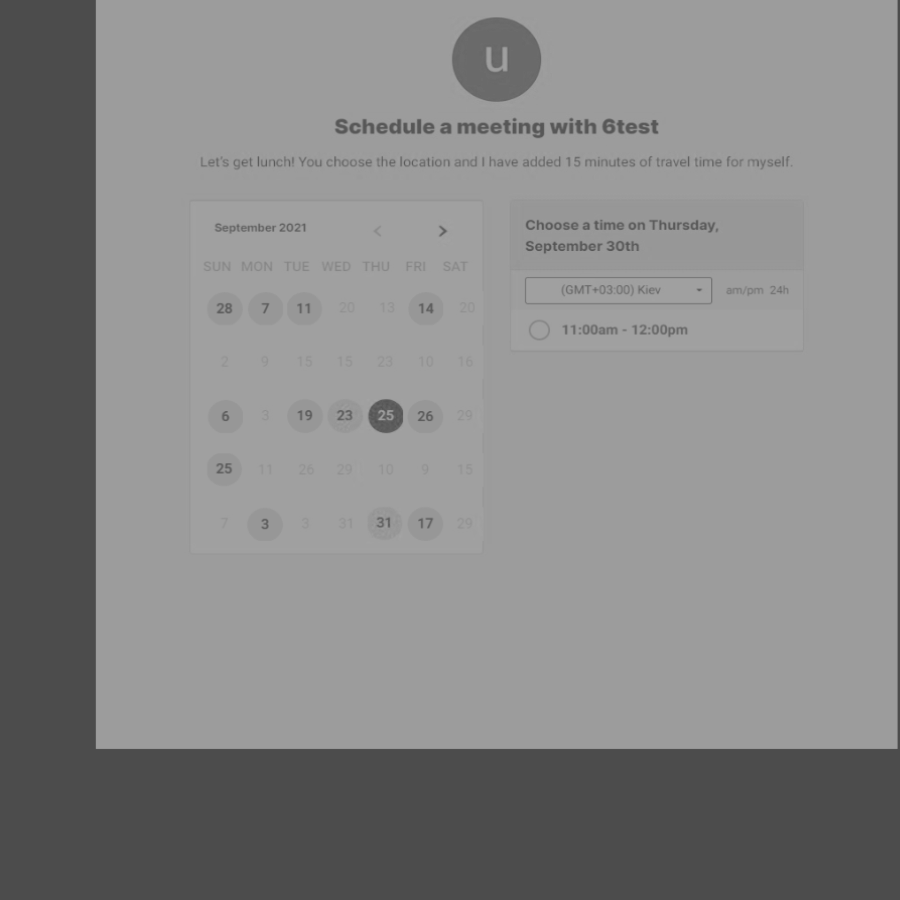 u
Schedule a meeting with 6test
Let's get lunch! You choose the location and I have added 15 minutes of travel time for myself.
September 2021
SUN MON TUE WED THU FRI SAT
28 7 11 20 13 14 20
2 9 15 15 23 10 16
6 3 19 23 25 26 29
25 11 26 29 10 9 15
7 3 3 31 31 17 29
Choose a time on Thursday,
September 30th
(GMT+03:00) Kiev am/pm 24h
11:00am - 12:00pm